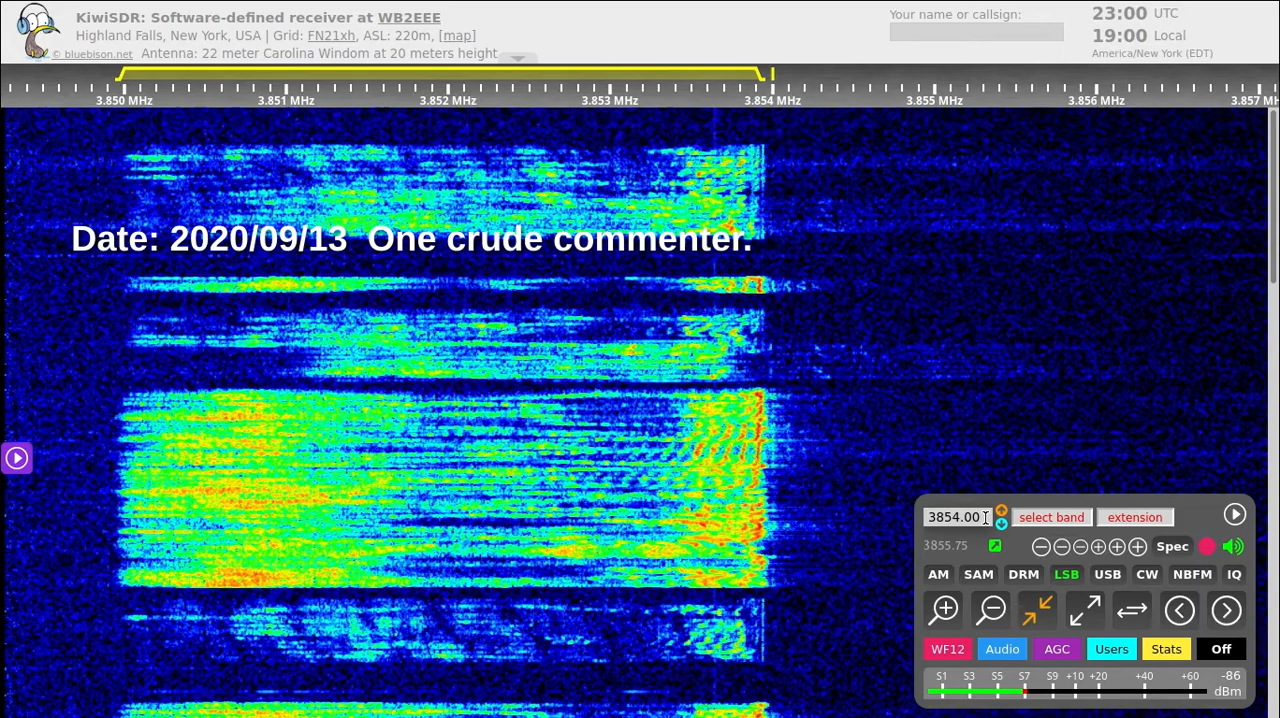 KiwiSDR: Software-defined receiver at WB2EEE
Highland Falls, New York, USA | Grid: FN21xh, ASL: 220m, [map]
© bluebison.net Antenna: 22 meter Carolina Windom at 20 meters height
Your name or callsign:
23:00 UTC
19:00 Local
America/New York (EDT)
3.850 MHz 3.851 MHz 3.852 MHz 3.853 MHz 3.854 MHz 3.855 MHz 3.856 MHz 3.857 MH
Date: 2020/09/13 One crude commenter.
3854.00 select band extension
3855.75 Spec
AM SAM DRM LSB USB CW NBFM IQ
WF12 Audio AGC Users Stats Off
S1 S3 S5 S7 S9 +10 +20 +40 +60 -86
dBm